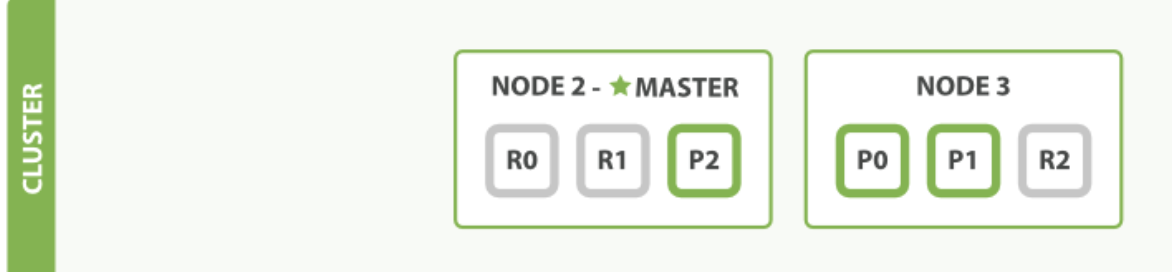 CLUSTER
NODE 2 - ★ MASTER
R0 R1 P2
NODE 3
P0 P1 R2